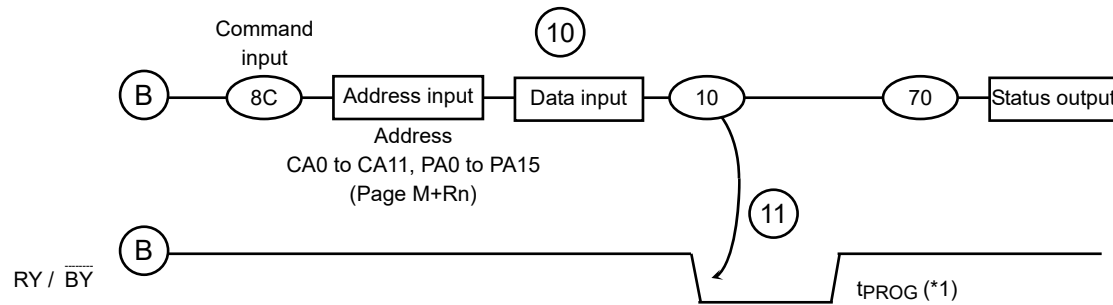 Command
input
10
B
8C
Address input
Data input
10
70
Status output
Address
CA0 to CA11, PA0 to PA15
(Page M+Rn)
11
B
RY / BY
tPROG (*1)